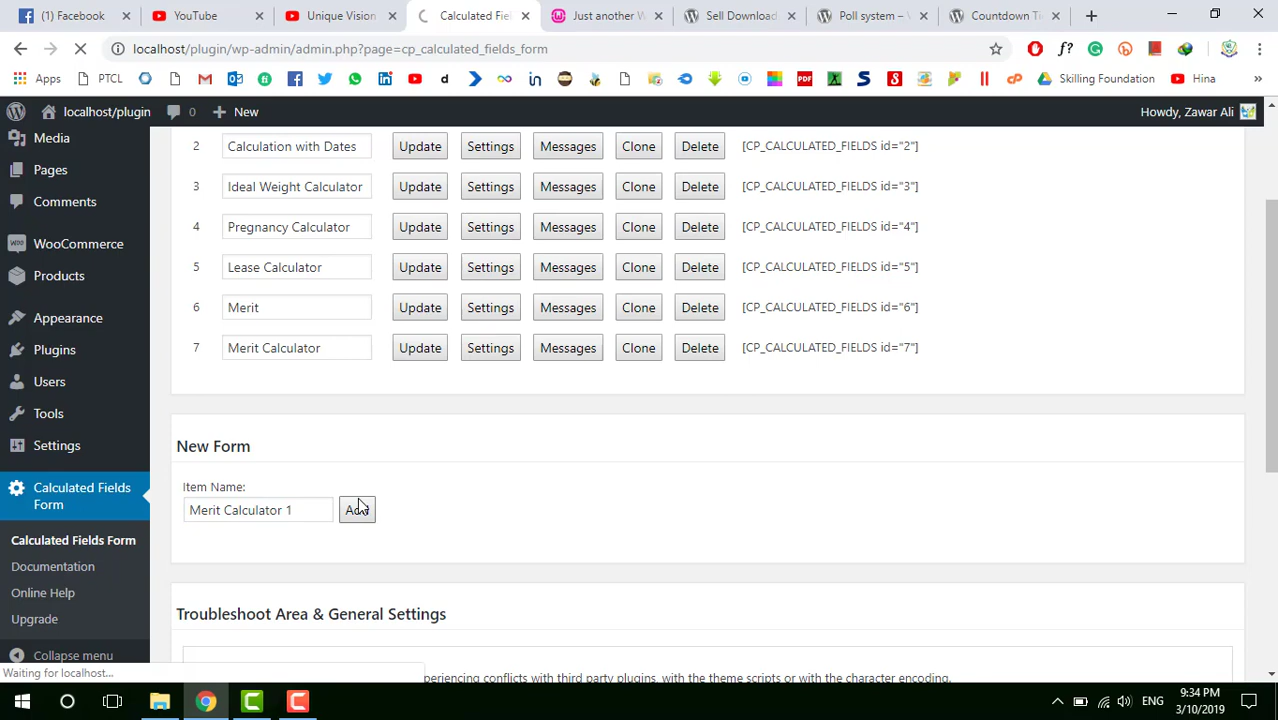 (1) Facebook
YouTube
Unique Vision
Calculated Fiel
Just another W
Sell Download
Poll system – V
Countdown Ti
localhost/plugin/wp-admin/admin.php?page=cp_calculated_fields_form
f?
Apps
PTCL
d
in
PDF
cP
Skilling Foundation
Hina
»
localhost/plugin
0
New
Howdy, Zawar Ali
Media
Pages
Comments
WooCommerce
Products
Appearance
Plugins
Users
Tools
Settings
Calculated Fields
Form
Calculated Fields Form
Documentation
Online Help
Upgrade
Collapse menu
2 Calculation with Dates Update Settings Messages Clone Delete [CP_CALCULATED_FIELDS id="2"]
3 Ideal Weight Calculator Update Settings Messages Clone Delete [CP_CALCULATED_FIELDS id="3"]
4 Pregnancy Calculator Update Settings Messages Clone Delete [CP_CALCULATED_FIELDS id="4"]
5 Lease Calculator Update Settings Messages Clone Delete [CP_CALCULATED_FIELDS id="5"]
6 Merit Update Settings Messages Clone Delete [CP_CALCULATED_FIELDS id="6"]
7 Merit Calculator Update Settings Messages Clone Delete [CP_CALCULATED_FIELDS id="7"]
New Form
Item Name:
Merit Calculator 1 Add
Troubleshoot Area & General Settings
periencing conflicts with third party plugins, with the theme scripts or with the character encoding.
Waiting for localhost...
ENG
9:34 PM
3/10/2019